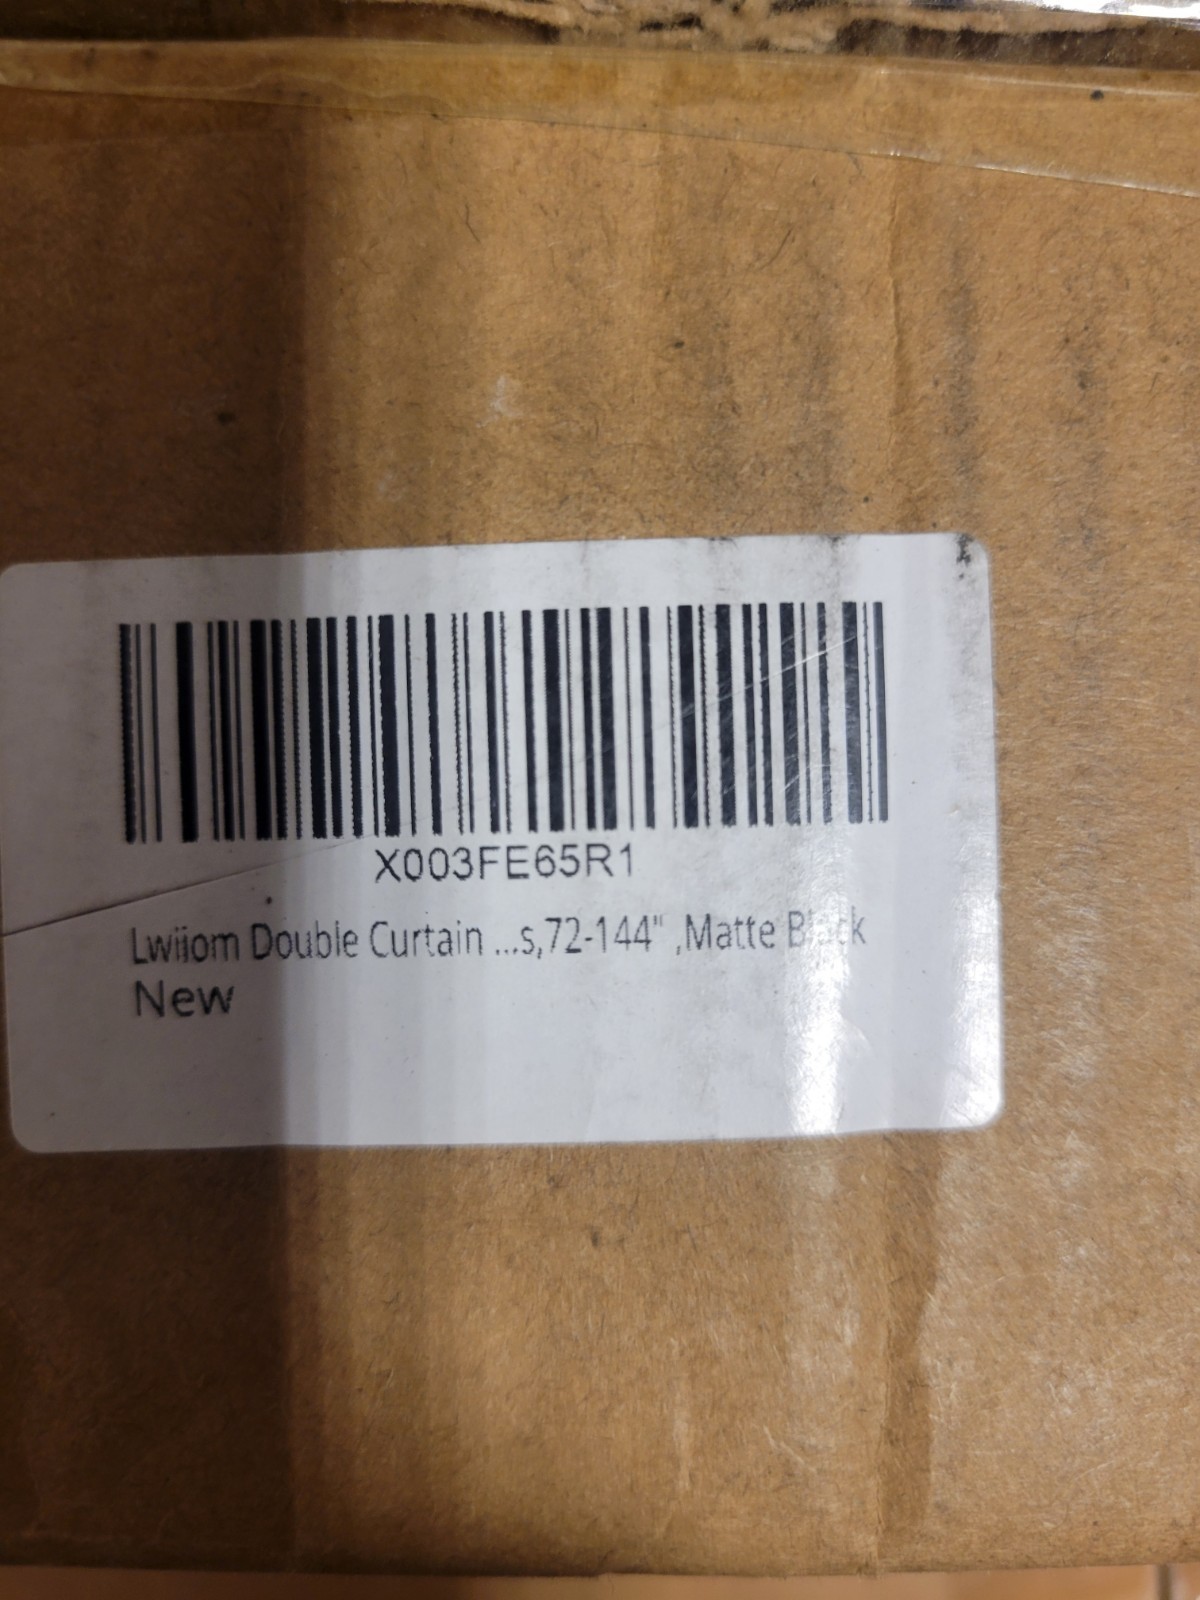 X003FE65R1
Lwiiom Double Curtain ...s,72-144" ,Matte Black
New